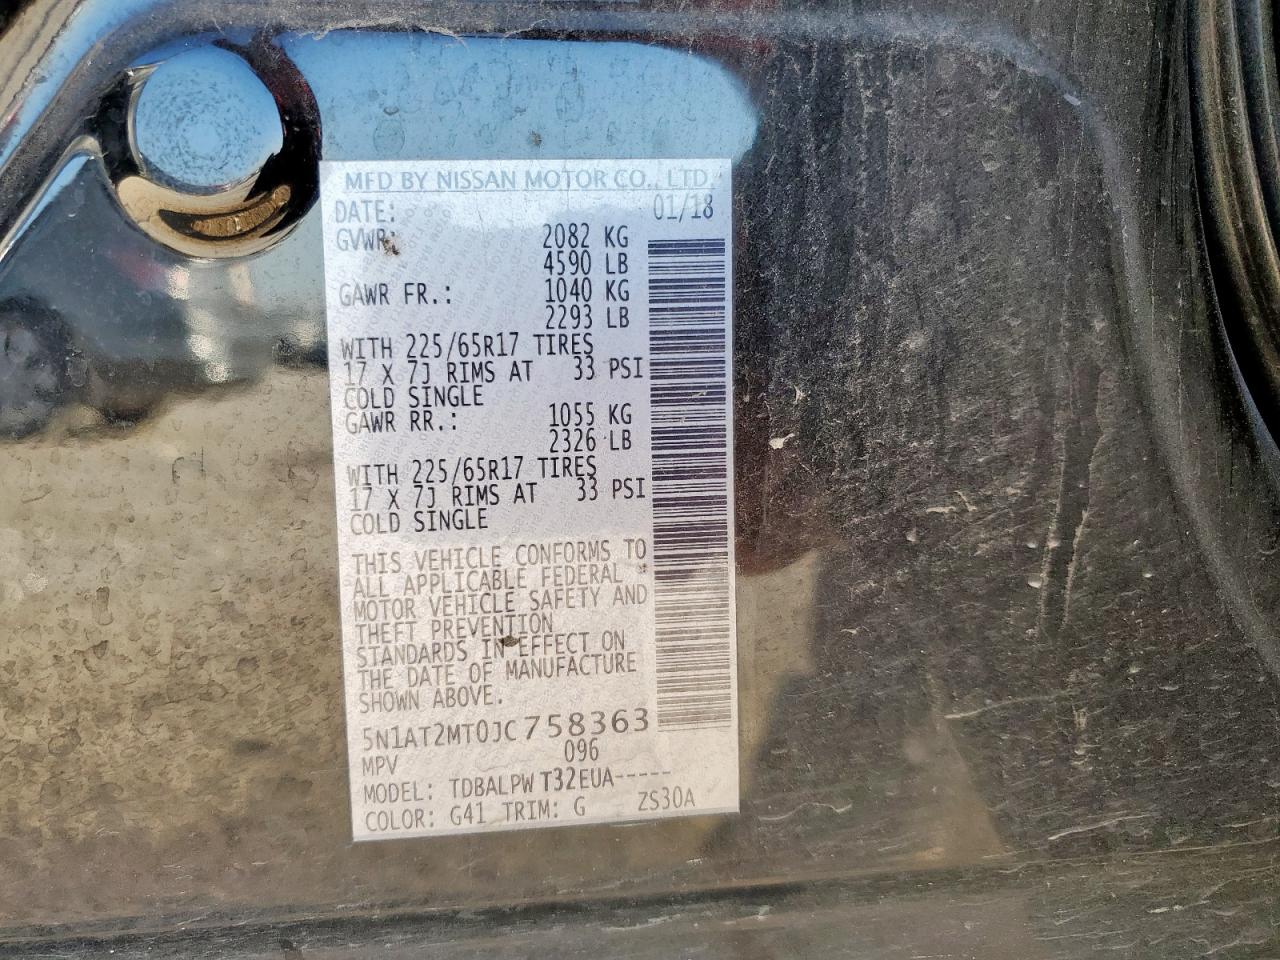 MFD BY NISSAN MOTOR CO., LTD.
DATE: 01/18
GVWR: 2082 KG
4590 LB
GAWR FR.: 1040 KG
2293 LB
WITH 225/65R17 TIRES
17 X 7J RIMS AT 33 PSI
COLD SINGLE
GAWR RR.: 1055 KG
2326 LB
WITH 225/65R17 TIRES
17 X 7J RIMS AT 33 PSI
COLD SINGLE
THIS VEHICLE CONFORMS TO
ALL APPLICABLE FEDERAL
MOTOR VEHICLE SAFETY AND
THEFT PREVENTION
STANDARDS IN EFFECT ON
THE DATE OF MANUFACTURE
SHOWN ABOVE.
5N1AT2MT0JC758363
MPV 096
MODEL: TDBALPWT32EUA-----
COLOR: G41 TRIM: G ZS30A